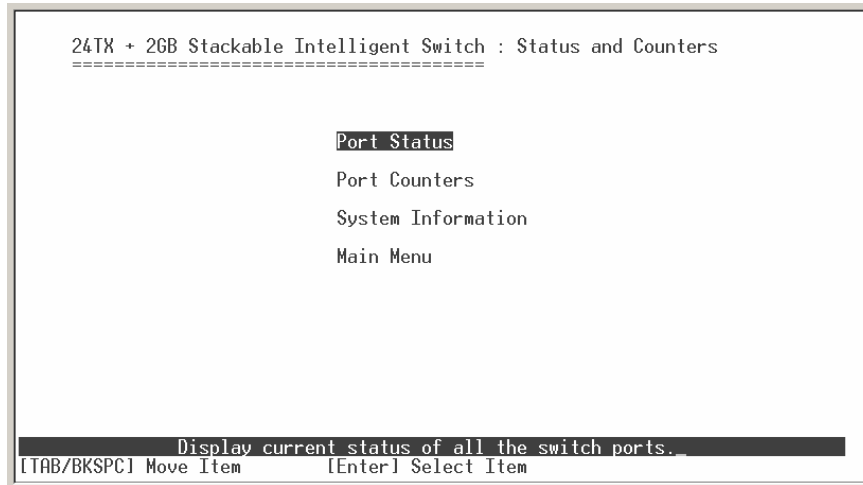 24TX + 2GB Stackable Intelligent Switch : Status and Counters
=======================================
Port Status
Port Counters
System Information
Main Menu
Display current status of all the switch ports._
[TAB/BKSPC] Move Item [Enter] Select Item